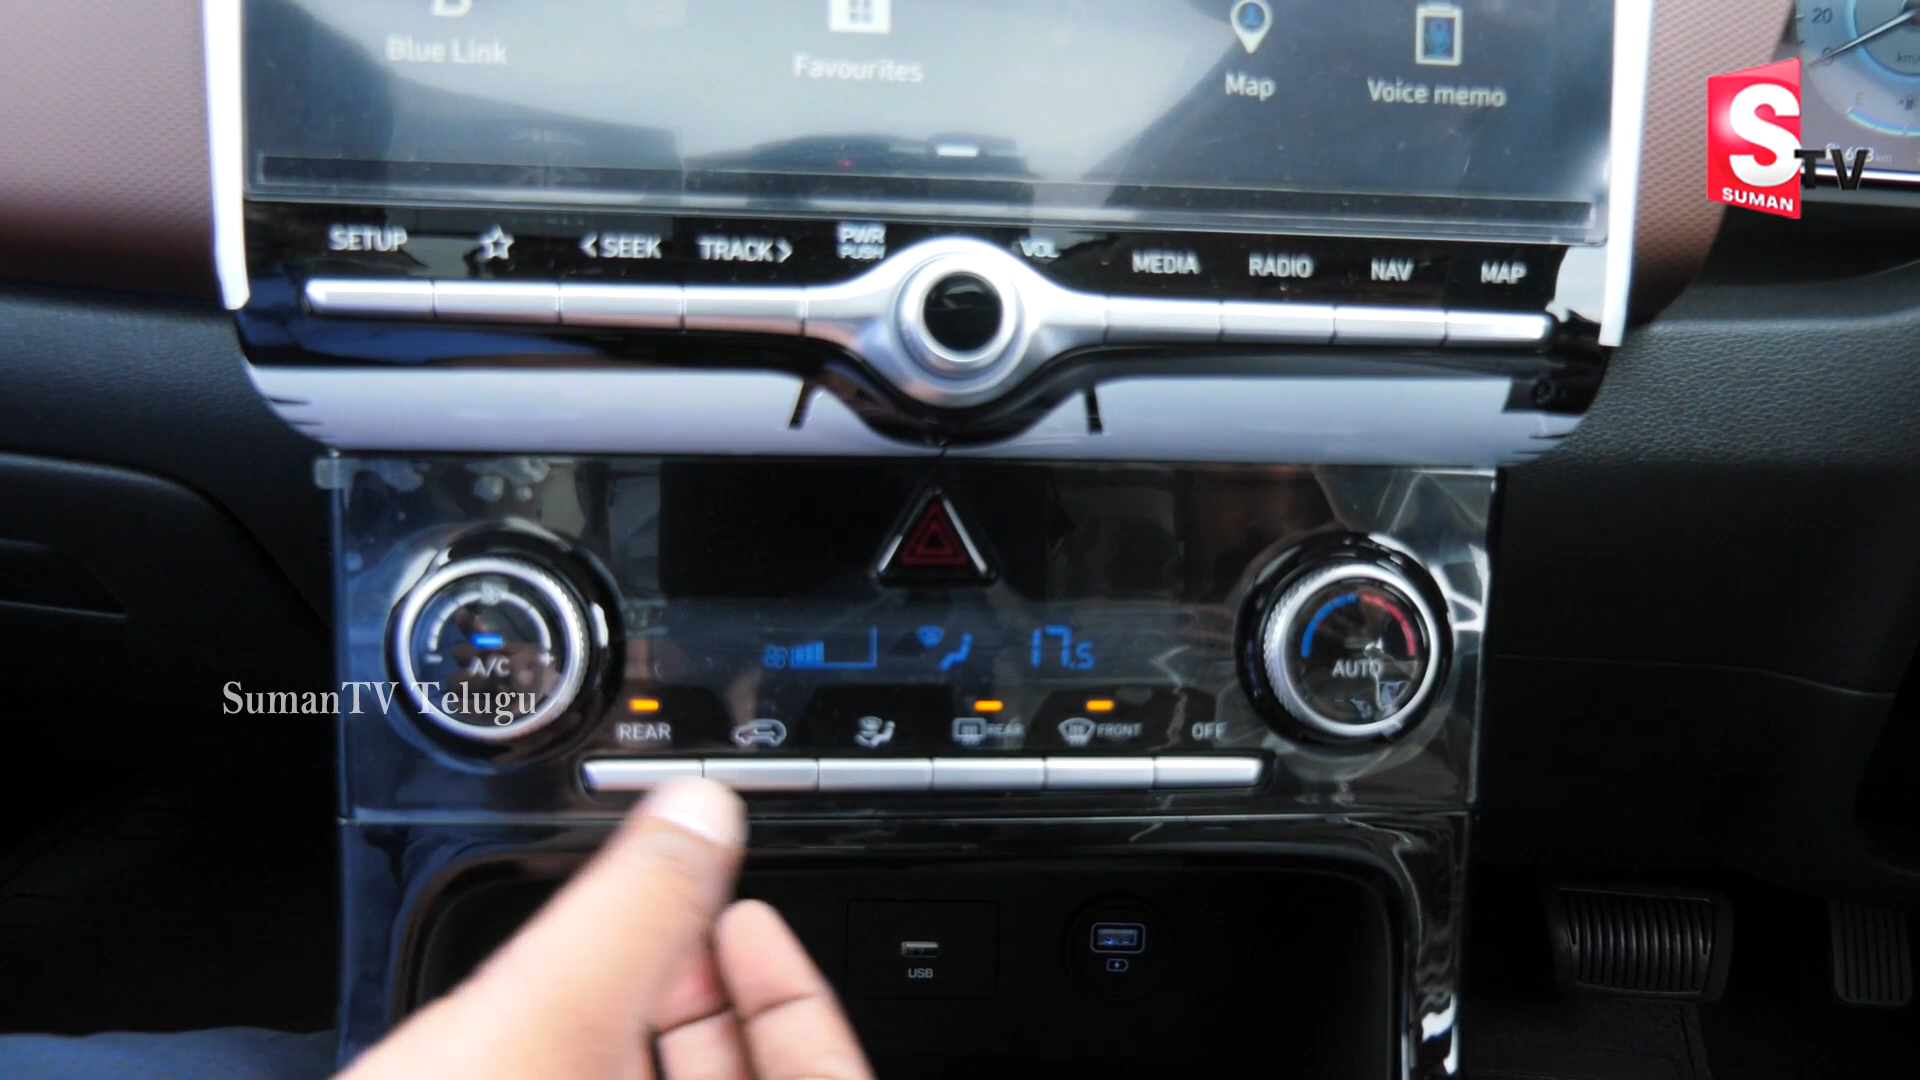 Blue Link
Favourites
Map
Voice memo
20
S TV
SUMAN
SETUP
< SEEK
TRACK >
PWR
PUSH
VOL
MEDIA
RADIO
NAV
MAP
17.5
A/C
AUTO
SumanTV Telugu
REAR
REAR
FRONT
OFF
USB